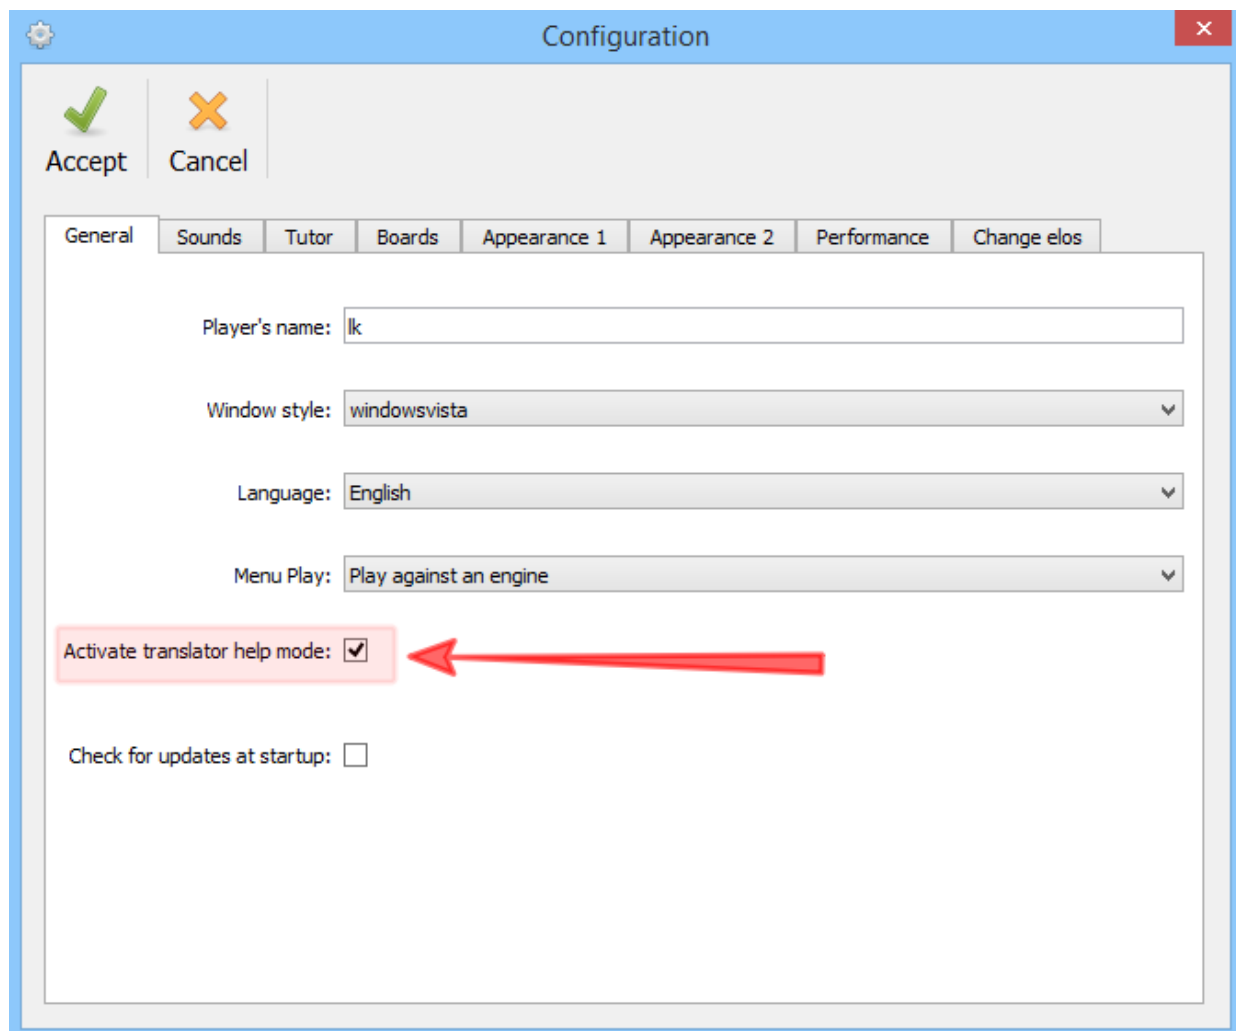 Configuration
Accept Cancel
General Sounds Tutor Boards Appearance 1 Appearance 2 Performance Change elos
Player's name: lk
Window style: windowsvista
Language: English
Menu Play: Play against an engine
Activate translator help mode:
Check for updates at startup: